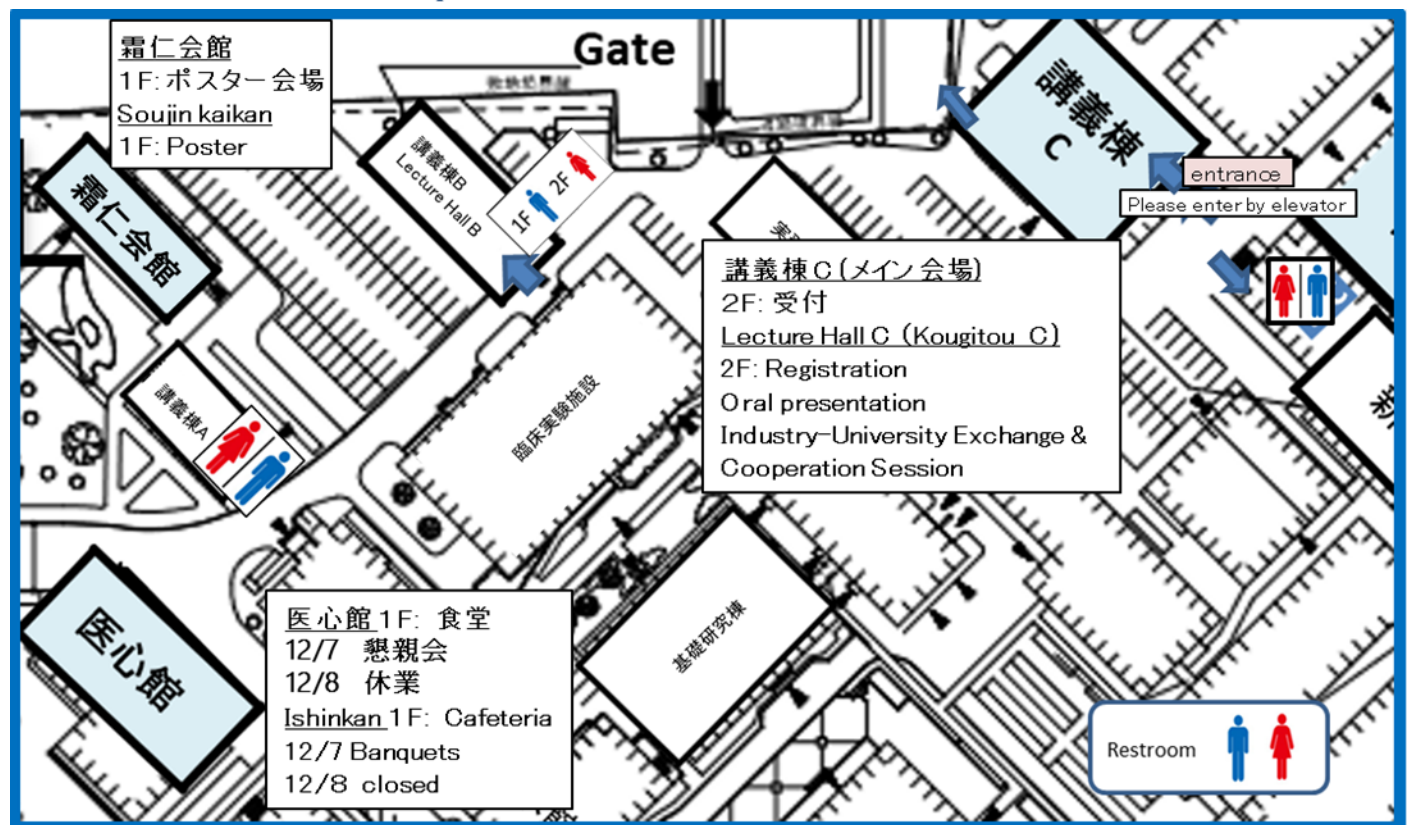 Gate
霜仁会館
1F: ポスター会場
Soujin kaikan
1F: Poster
霜仁会館
講義棟B
Lecture Hall B
1F
2F
講義棟
C
entrance
Please enter by elevator
講義棟C(メイン会場)
2F: 受付
Lecture Hall C (Kougitou C)
2F: Registration
Oral presentation
Industry-University Exchange &
Cooperation Session
講義棟A
臨床実験施設
医心館
医心館 1F: 食堂
12/7 懇親会
12/8 休業
Ishinkan 1F: Cafeteria
12/7 Banquets
12/8 closed
基礎研究棟
Restroom